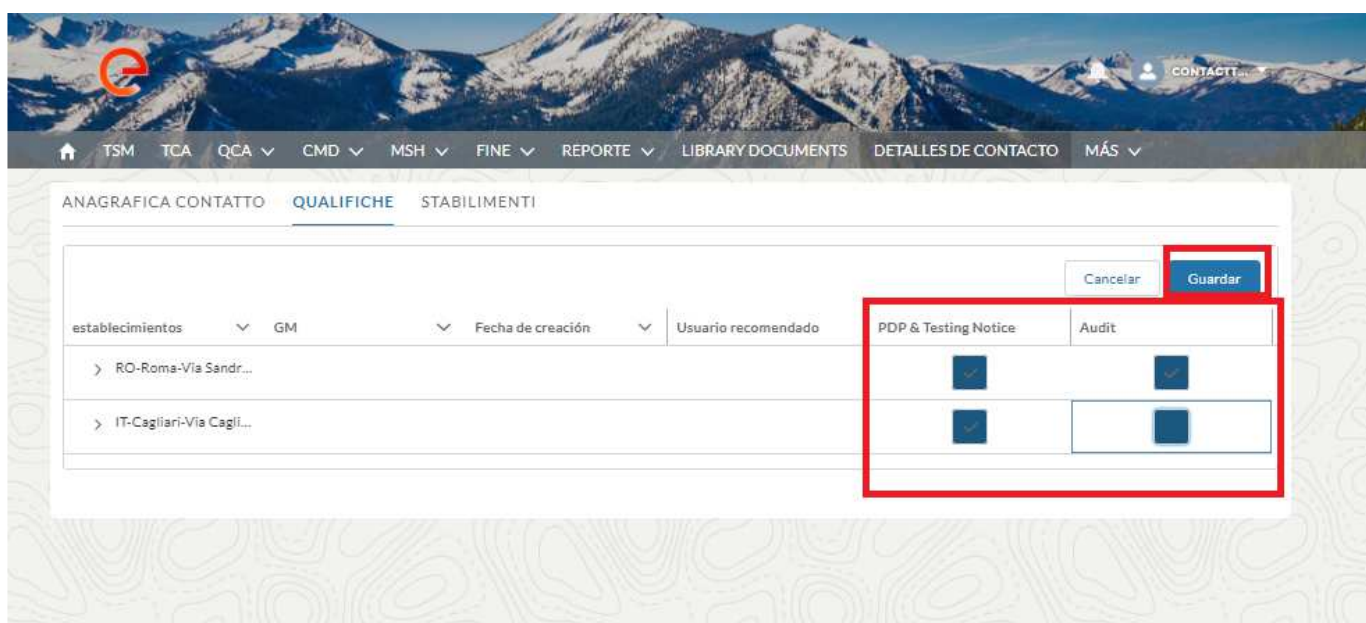 CONTACTT...
TSM TCA QCA CMD MSH FINE REPORTE LIBRARY DOCUMENTS DETALLES DE CONTACTO MÁS
ANAGRAFICA CONTATTO QUALIFICHE STABILIMENTI
Cancelar Guardar
establecimientos GM Fecha de creación Usuario recomendado PDP & Testing Notice Audit
RO-Roma-Via Sandr...
IT-Cagliari-Via Cagli...